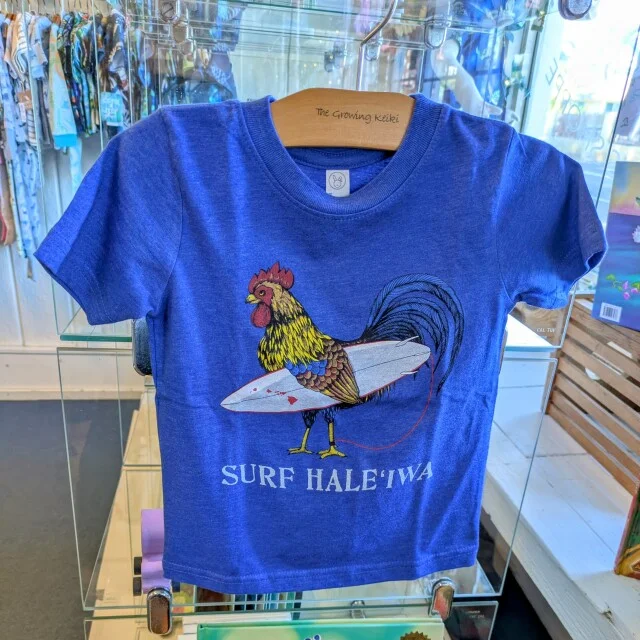 The Growing Keiki
SURF HALE‘IWA